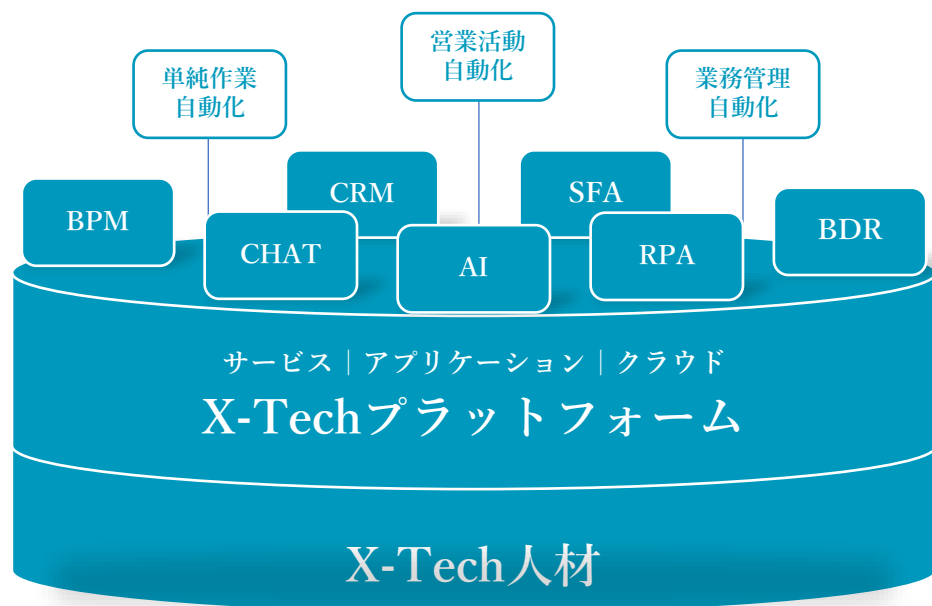 営業活動
自動化
単純作業
自動化
業務管理
自動化
CRM
SFA
BPM
BDR
CHAT
AI
RPA
サービス｜アプリケーション｜クラウド
X-Techプラットフォーム
X-Tech人材